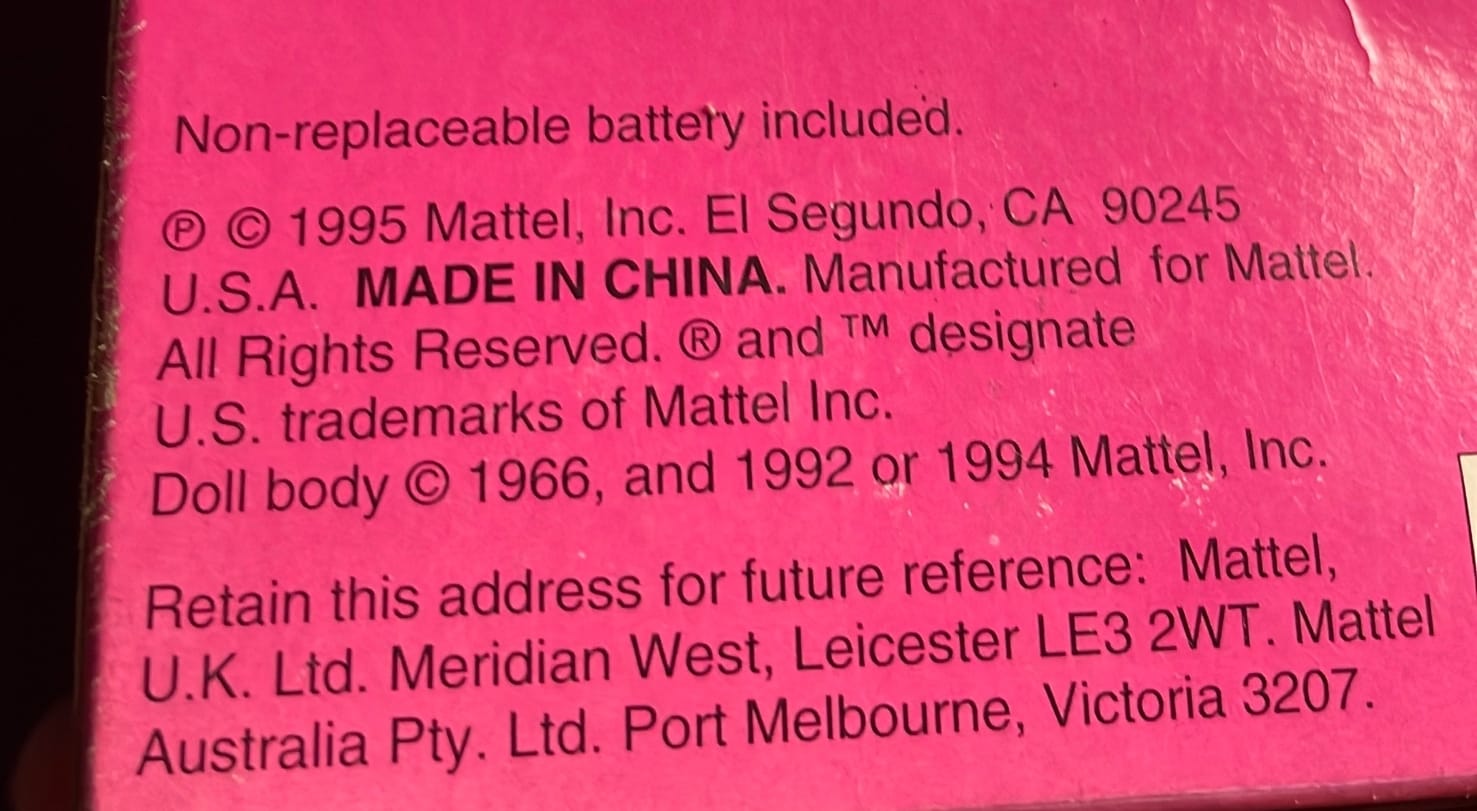 Non-replaceable battery included.
℗ © 1995 Mattel, Inc. El Segundo, CA 90245
U.S.A. MADE IN CHINA. Manufactured for Mattel.
All Rights Reserved. ® and ™ designate
U.S. trademarks of Mattel Inc.
Doll body © 1966, and 1992 or 1994 Mattel, Inc.
Retain this address for future reference: Mattel,
U.K. Ltd. Meridian West, Leicester LE3 2WT. Mattel
Australia Pty. Ltd. Port Melbourne, Victoria 3207.